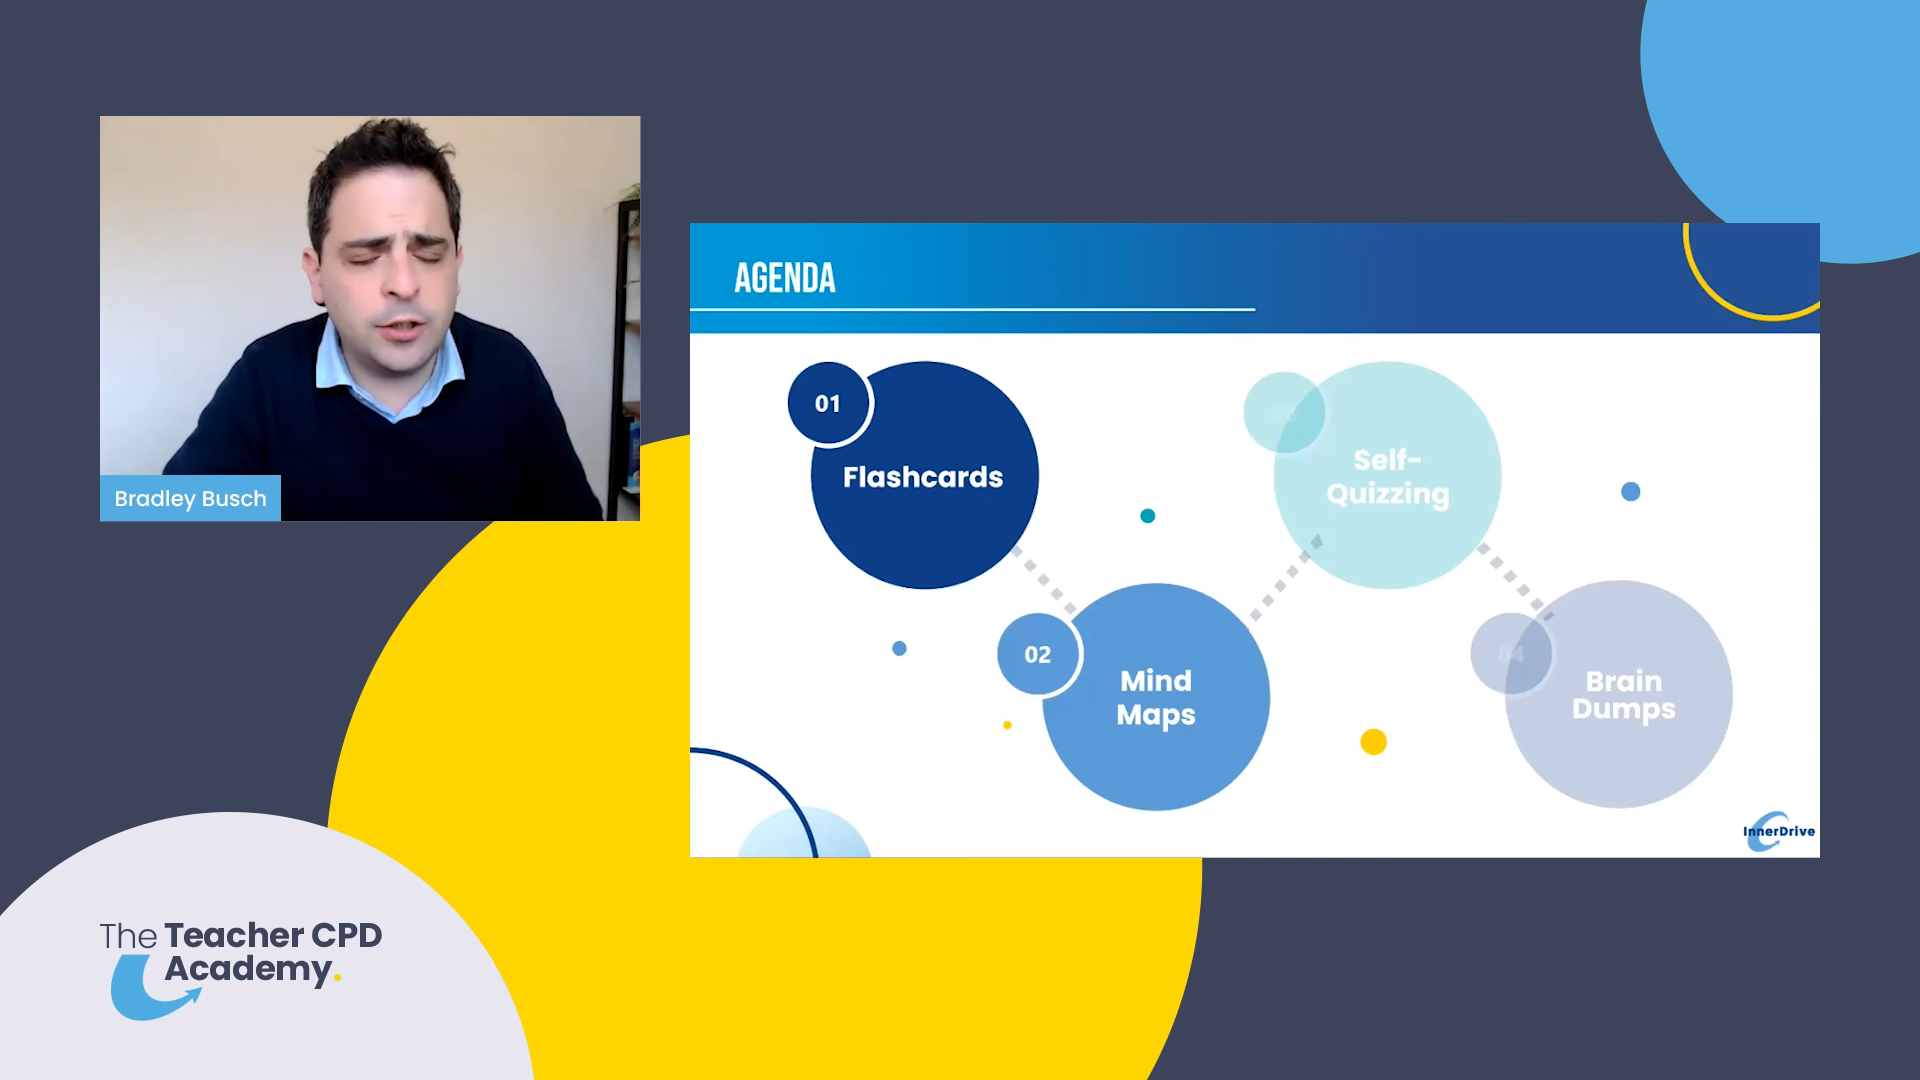 Bradley Busch
AGENDA
01
Flashcards
02
Mind
Maps
Self-
Quizzing
04
Brain
Dumps
InnerDrive
The Teacher CPD
Academy.